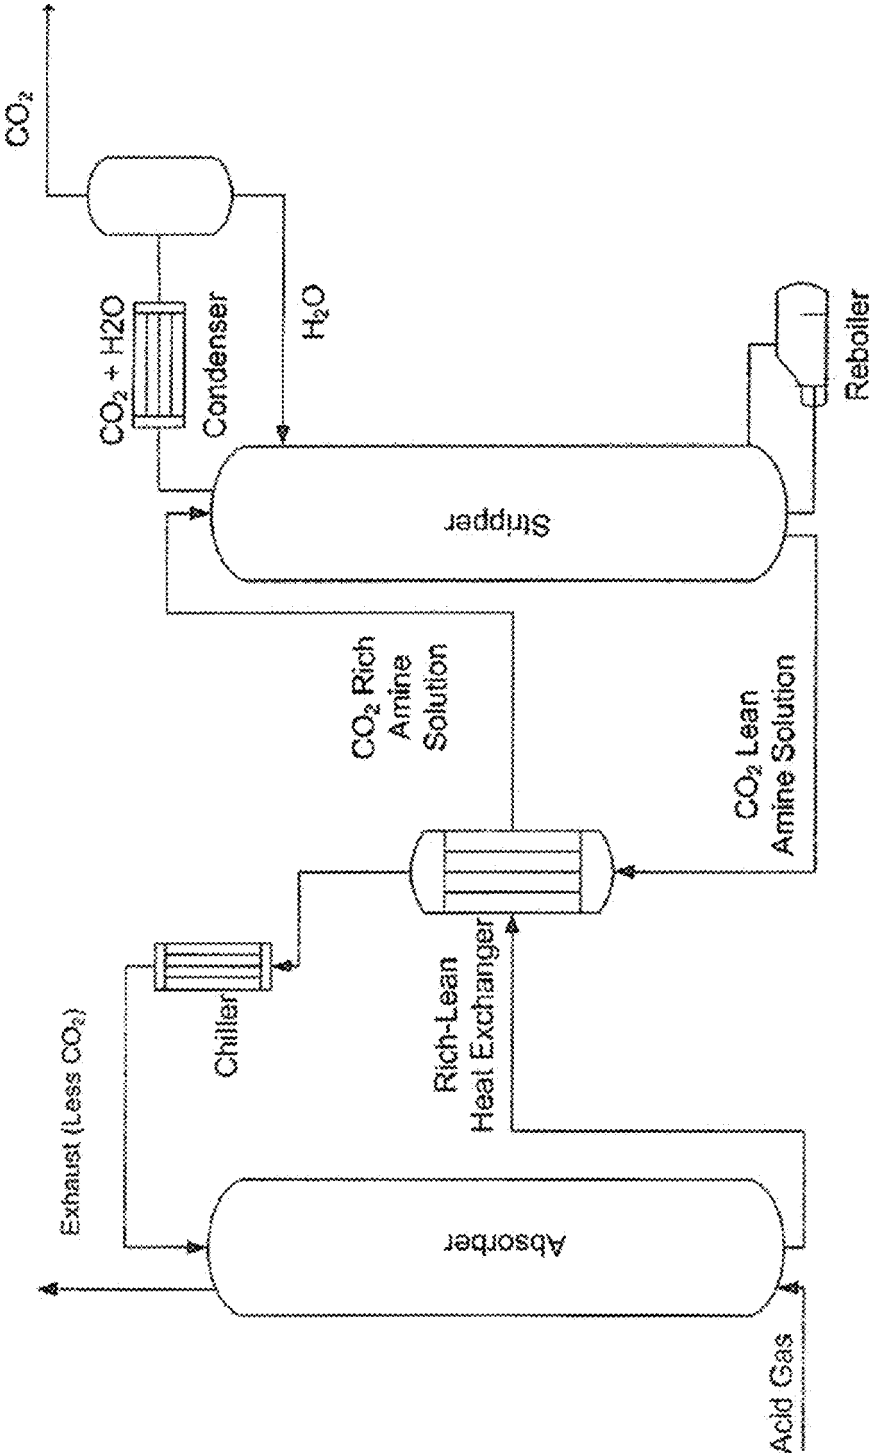 CO₂
CO₂ + H2O
Condenser
H₂O
Reboiler
Stripper
CO₂ Rich
Amine
Solution
CO₂ Lean
Amine Solution
Rich-Lean
Heat Exchanger
Chiller
Exhaust (Less CO₂)
Absorber
Acid Gas